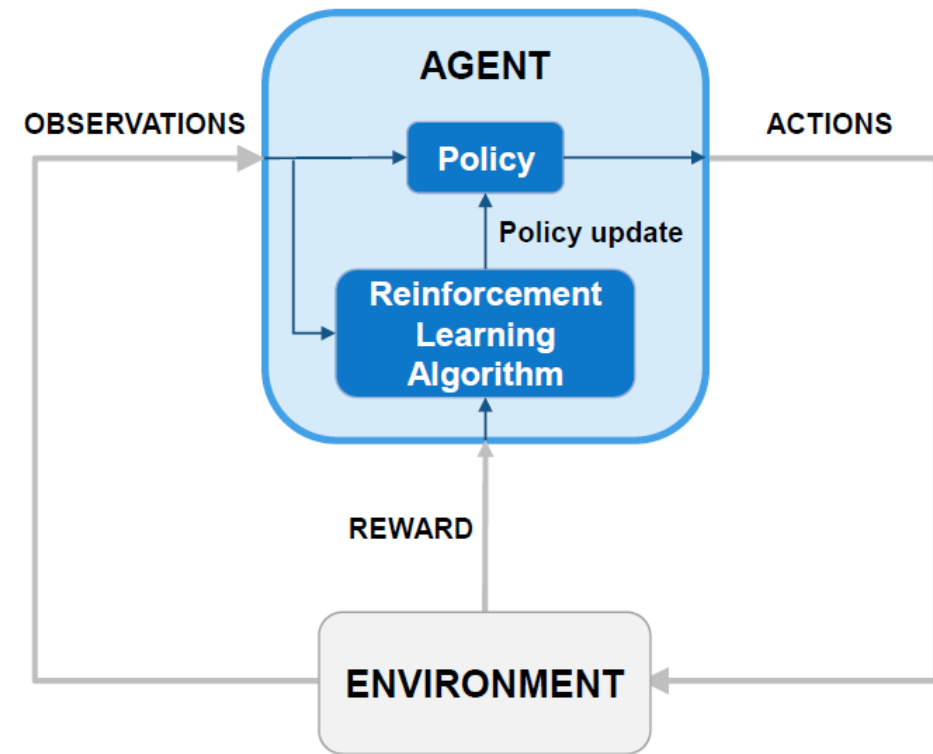 AGENT
OBSERVATIONS
ACTIONS
Policy
Policy update
Reinforcement
Learning
Algorithm
REWARD
ENVIRONMENT